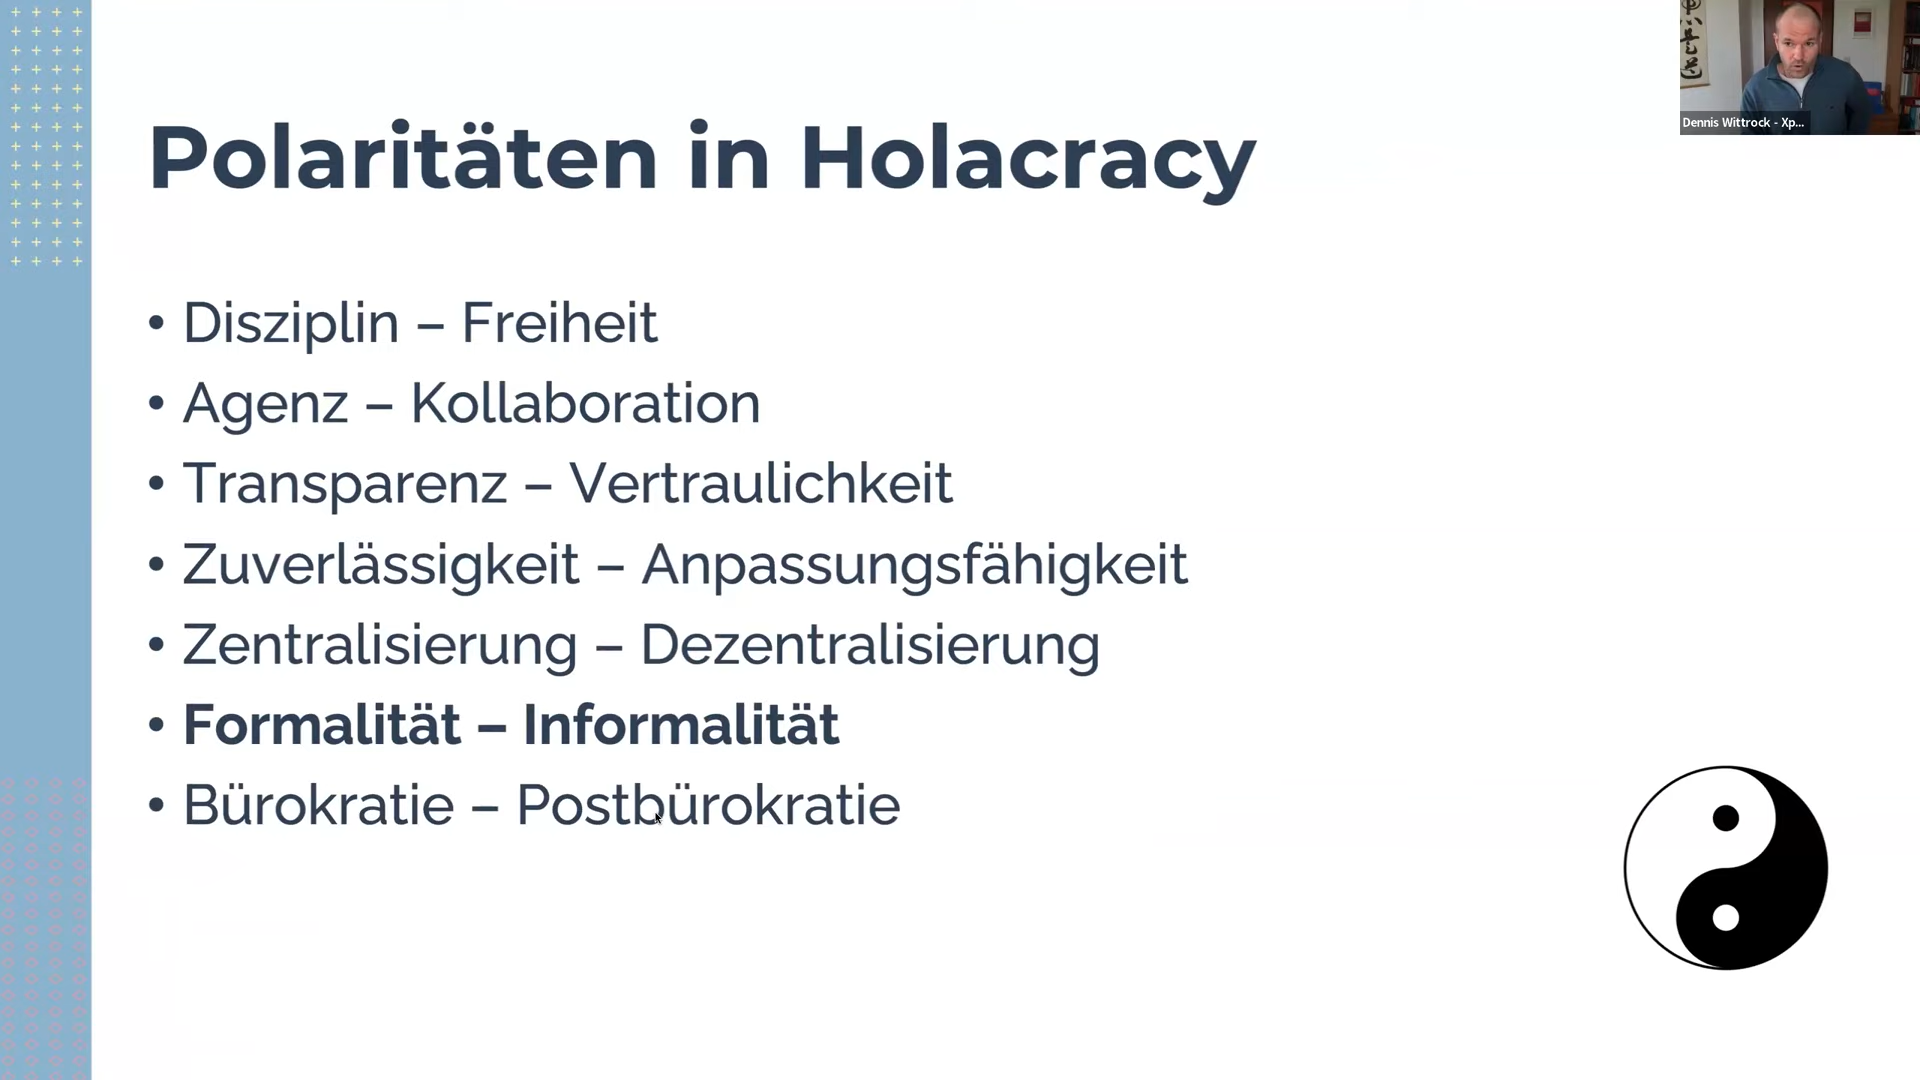 Polaritäten in Holacracy
• Disziplin – Freiheit
• Agenz – Kollaboration
• Transparenz – Vertraulichkeit
• Zuverlässigkeit – Anpassungsfähigkeit
• Zentralisierung – Dezentralisierung
• Formalität – Informalität
• Bürokratie – Postbürokratie
Dennis Wittrock - Xp...